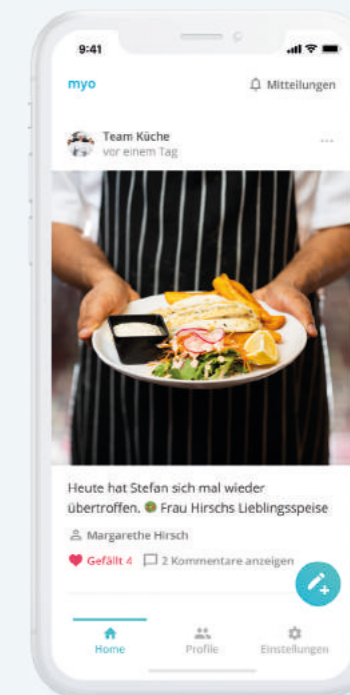 9:41
myo
Mitteilungen
Team Küche
vor einem Tag
Heute hat Stefan sich mal wieder
übertroffen. Frau Hirschs Lieblingsspeise
Margarethe Hirsch
Gefällt 4 2 Kommentare anzeigen
Home Profile Einstellungen